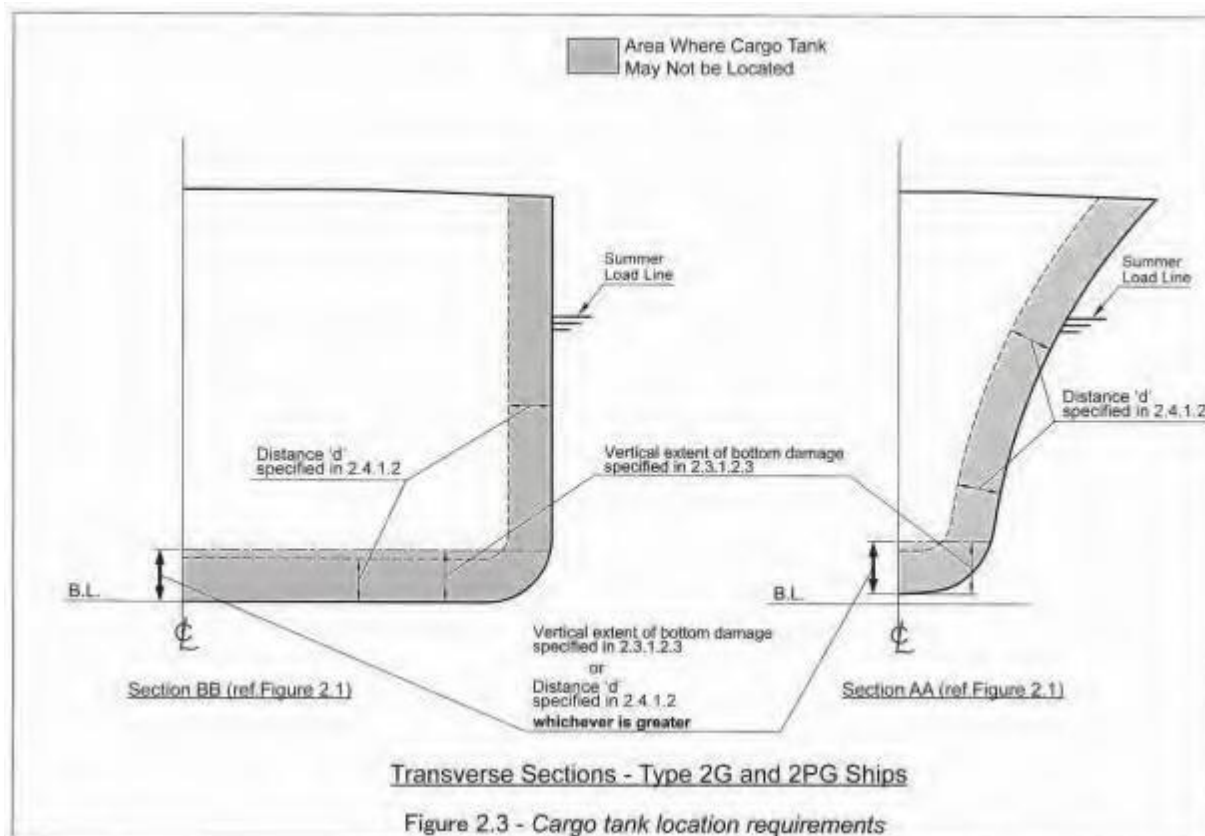 Area Where Cargo Tank
May Not be Located
Summer
Load Line
Summer
Load Line
Distance 'd'
specified in 2.4.1.2
Vertical extent of bottom damage
specified in 2.3.1.2.3
Distance 'd'
specified in 2.4.1.2
B.L.
B.L.
Vertical extent of bottom damage
specified in 2.3.1.2.3
or
Distance 'd'
specified in 2.4.1.2
whichever is greater
Section BB (ref.Figure 2.1)
Section AA (ref.Figure 2.1)
Transverse Sections - Type 2G and 2PG Ships
Figure 2.3 - Cargo tank location requirements